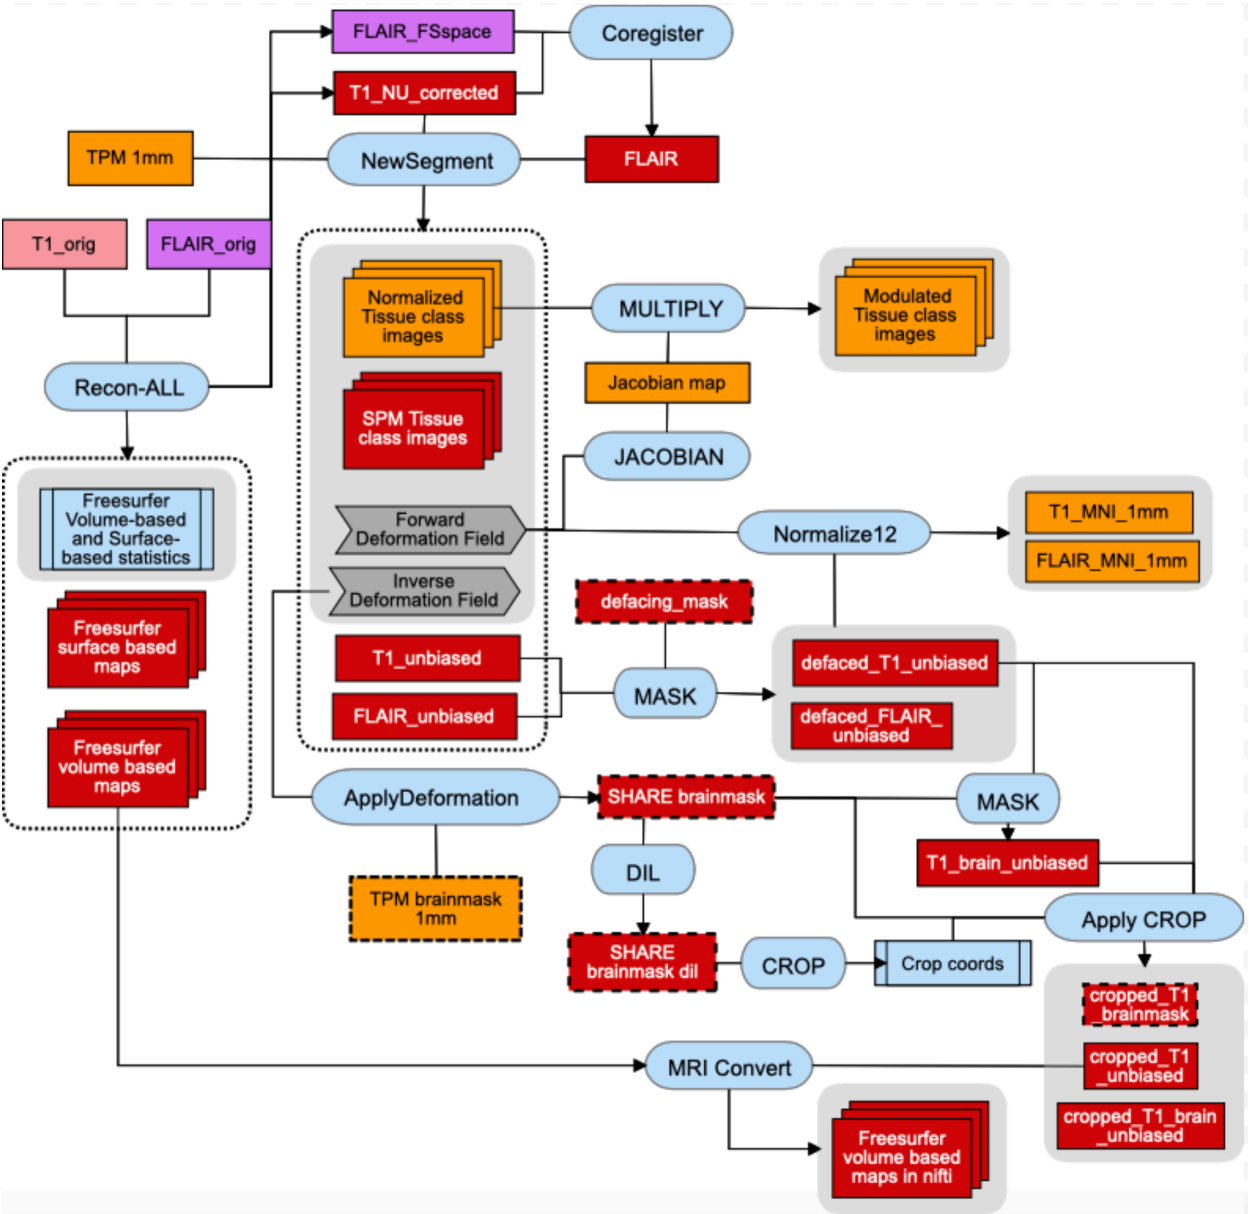 FLAIR_FSspace
Coregister
T1_NU_corrected
TPM 1mm
NewSegment
FLAIR
T1_orig
FLAIR_orig
Normalized
Tissue class
images
MULTIPLY
Modulated
Tissue class
images
Recon-ALL
Jacobian map
SPM Tissue
class images
JACOBIAN
Freesurfer
Volume-based
and Surface-
based statistics
Forward
Deformation Field
Normalize12
T1_MNI_1mm
FLAIR_MNI_1mm
Inverse
Deformation Field
defacing_mask
Freesurfer
surface based
maps
T1_unbiased
MASK
defaced_T1_unbiased
FLAIR_unbiased
defaced_FLAIR_
unbiased
Freesurfer
volume based
maps
ApplyDeformation
SHARE brainmask
MASK
T1_brain_unbiased
DIL
TPM brainmask
1mm
Apply CROP
SHARE
brainmask dil
CROP
Crop coords
cropped_T1
_brainmask
cropped_T1
_unbiased
MRI Convert
cropped_T1_brain
_unbiased
Freesurfer
volume based
maps in nifti